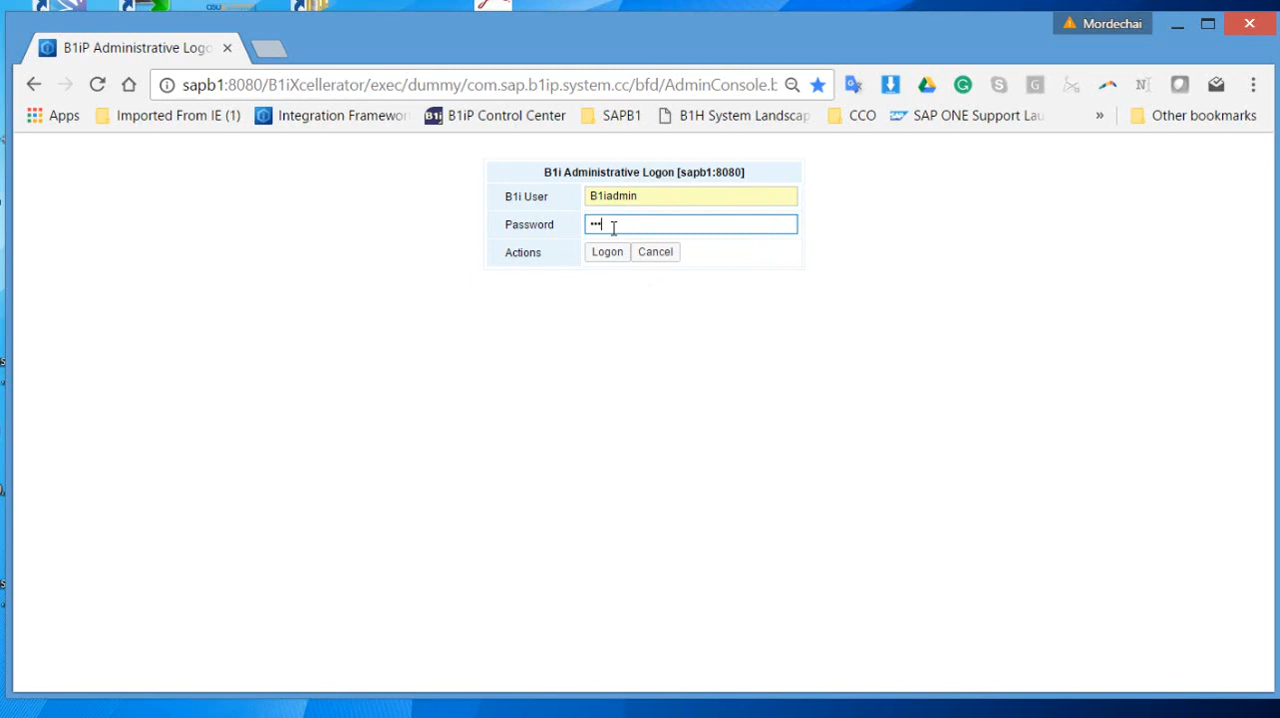 Mordechai
B1iP Administrative Logo
sapb1:8080/B1iXcellerator/exec/dummy/com.sap.b1ip.system.cc/bfd/AdminConsole.b
Apps Imported From IE (1) Integration Framewor B1i B1iP Control Center SAPB1 B1H System Landscap CCO SAP ONE Support Lau » Other bookmarks
B1i Administrative Logon [sapb1:8080]
B1i User B1iadmin
Password •••
Actions Logon Cancel